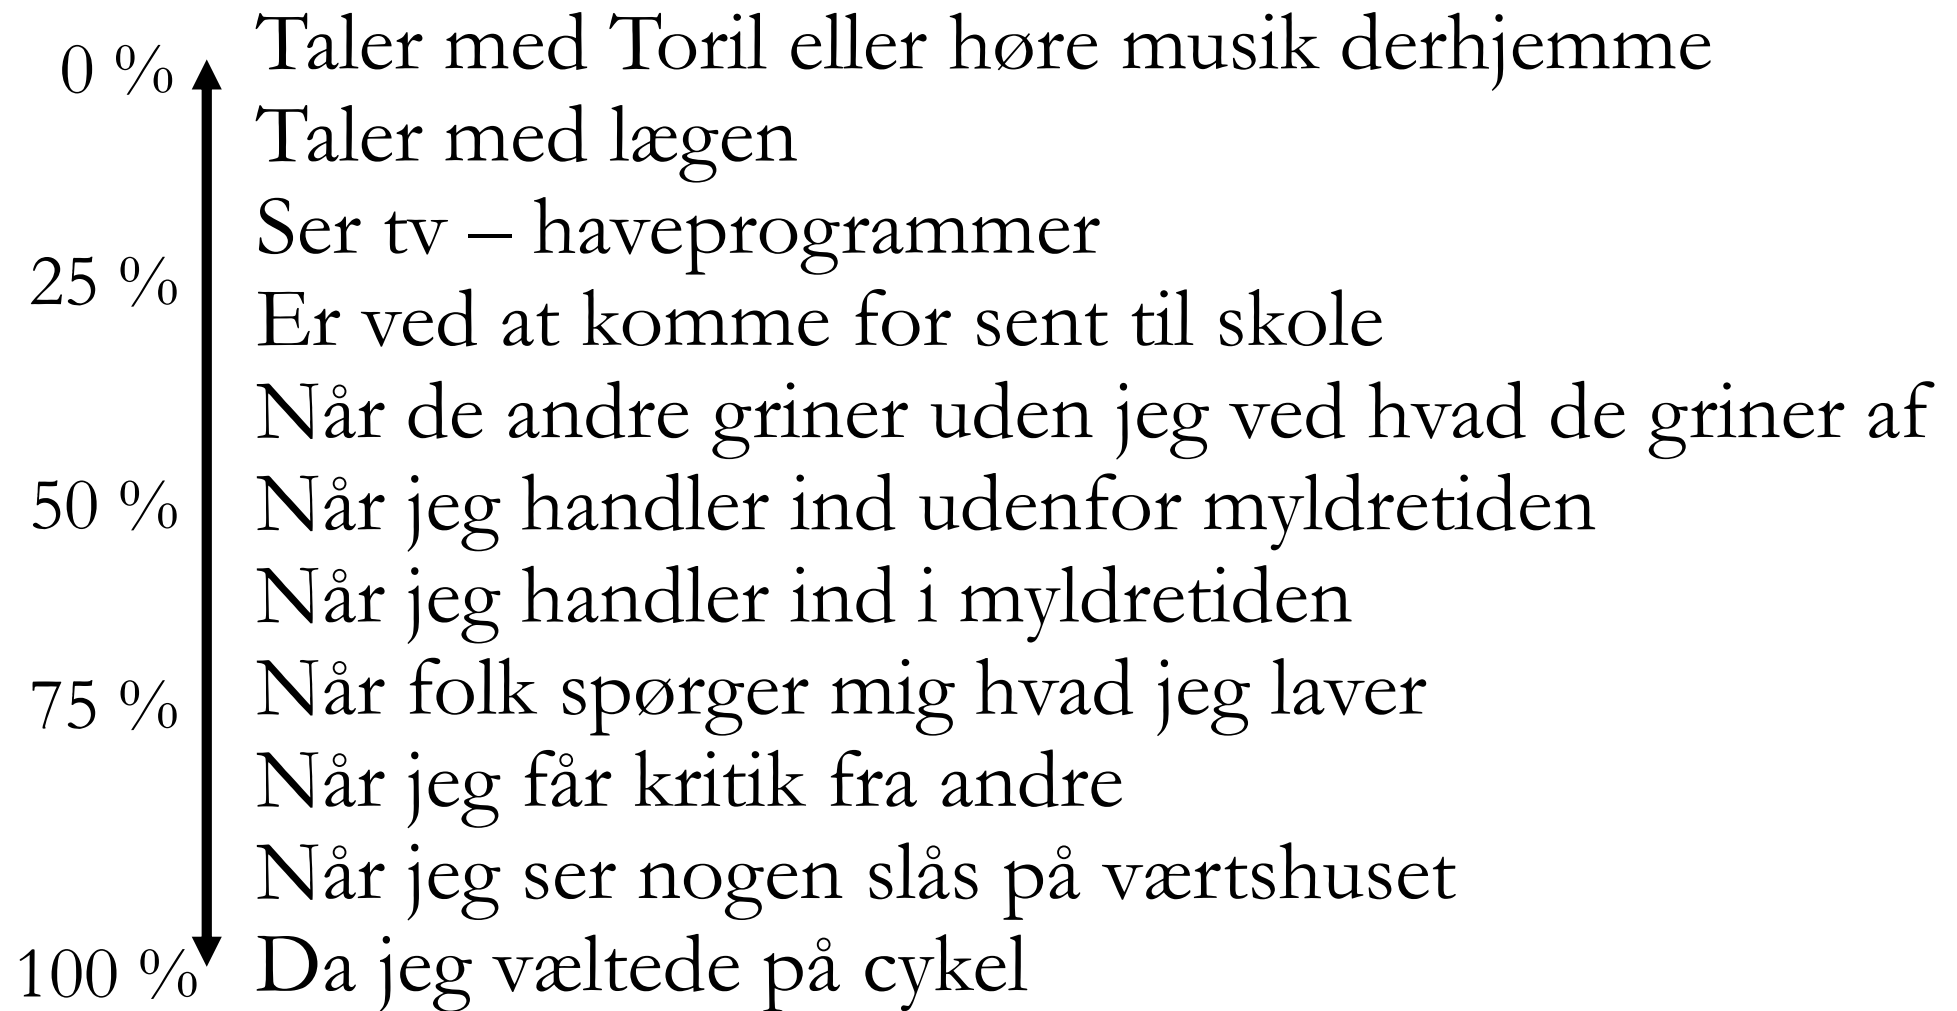 0 % Taler med Toril eller høre musik derhjemme
Taler med lægen
Ser tv – haveprogrammer
25 %
Er ved at komme for sent til skole
Når de andre griner uden jeg ved hvad de griner af
50 % Når jeg handler ind udenfor myldretiden
Når jeg handler ind i myldretiden
75 % Når folk spørger mig hvad jeg laver
Når jeg får kritik fra andre
Når jeg ser nogen slås på værtshuset
100 % Da jeg væltede på cykel